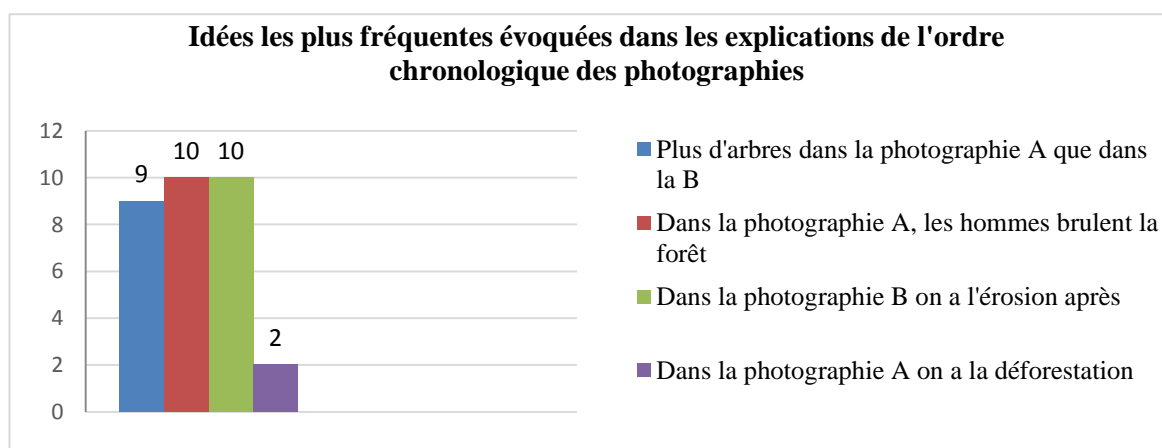 Idées les plus fréquentes évoquées dans les explications de l'ordre
chronologique des photographies
12
10
8
6
4
2
0
9
10
10
2
Plus d'arbres dans la photographie A que dans
la B
Dans la photographie A, les hommes brulent la
forêt
Dans la photographie B on a l'érosion après
Dans la photographie A on a la déforestation